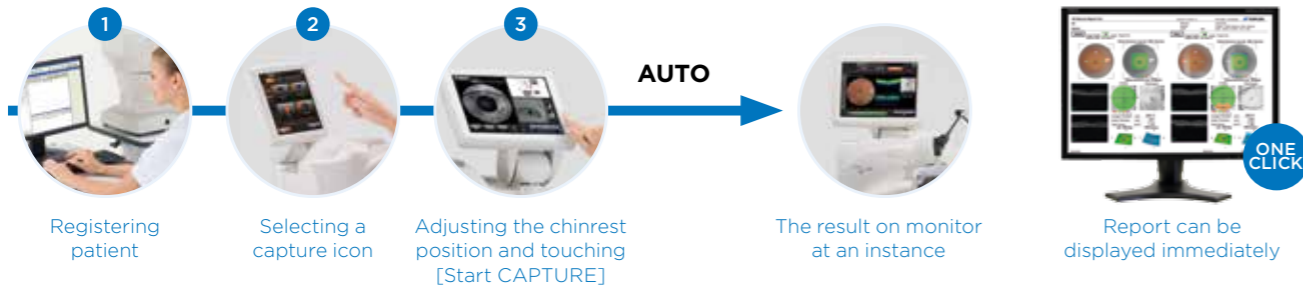 1
2
3
AUTO
ONE
CLICK
Registering
patient
Selecting a
capture icon
Adjusting the chinrest
position and touching
[Start CAPTURE]
The result on monitor
at an instance
Report can be
displayed immediately